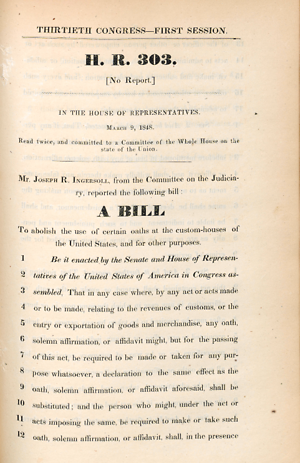 THIRTIETH CONGRESS—FIRST SESSION.
H. R. 303.
[No Report.]
IN THE HOUSE OF REPRESENTATIVES.
March 9, 1848.
Read twice, and committed to a Committee of the Whole House on the
state of the Union.
Mr. Joseph R. Ingersoll, from the Committee on the Judicia-
ry, reported the following bill
A BILL
To abolish the use of certain oaths at the custom-houses of
the United States, and for other purposes.
1 Be it enacted by the Senate and House of Represen-
2 tatives of the United States of America in Congress as-
3 sembled. That in any case where, by any act or acts made
4 or to be made, relating to the revenues of customs, or the
5 entry or exportation of goods and merchandise, any oath,
6 solemn affirmation, or affidavit might, but for the passing
7 of this act, be required to be made or taken for any pur-
8 pose whatsoever, a declaration to the same effect as the
9 oath, solemn affirmation, or affidavit aforesaid, shall be
10 substituted; and the person who might, under the act or
11 acts imposing the same, be required to make or take such
12 oath, solemn affirmation, or affidavit, shall, in the presence